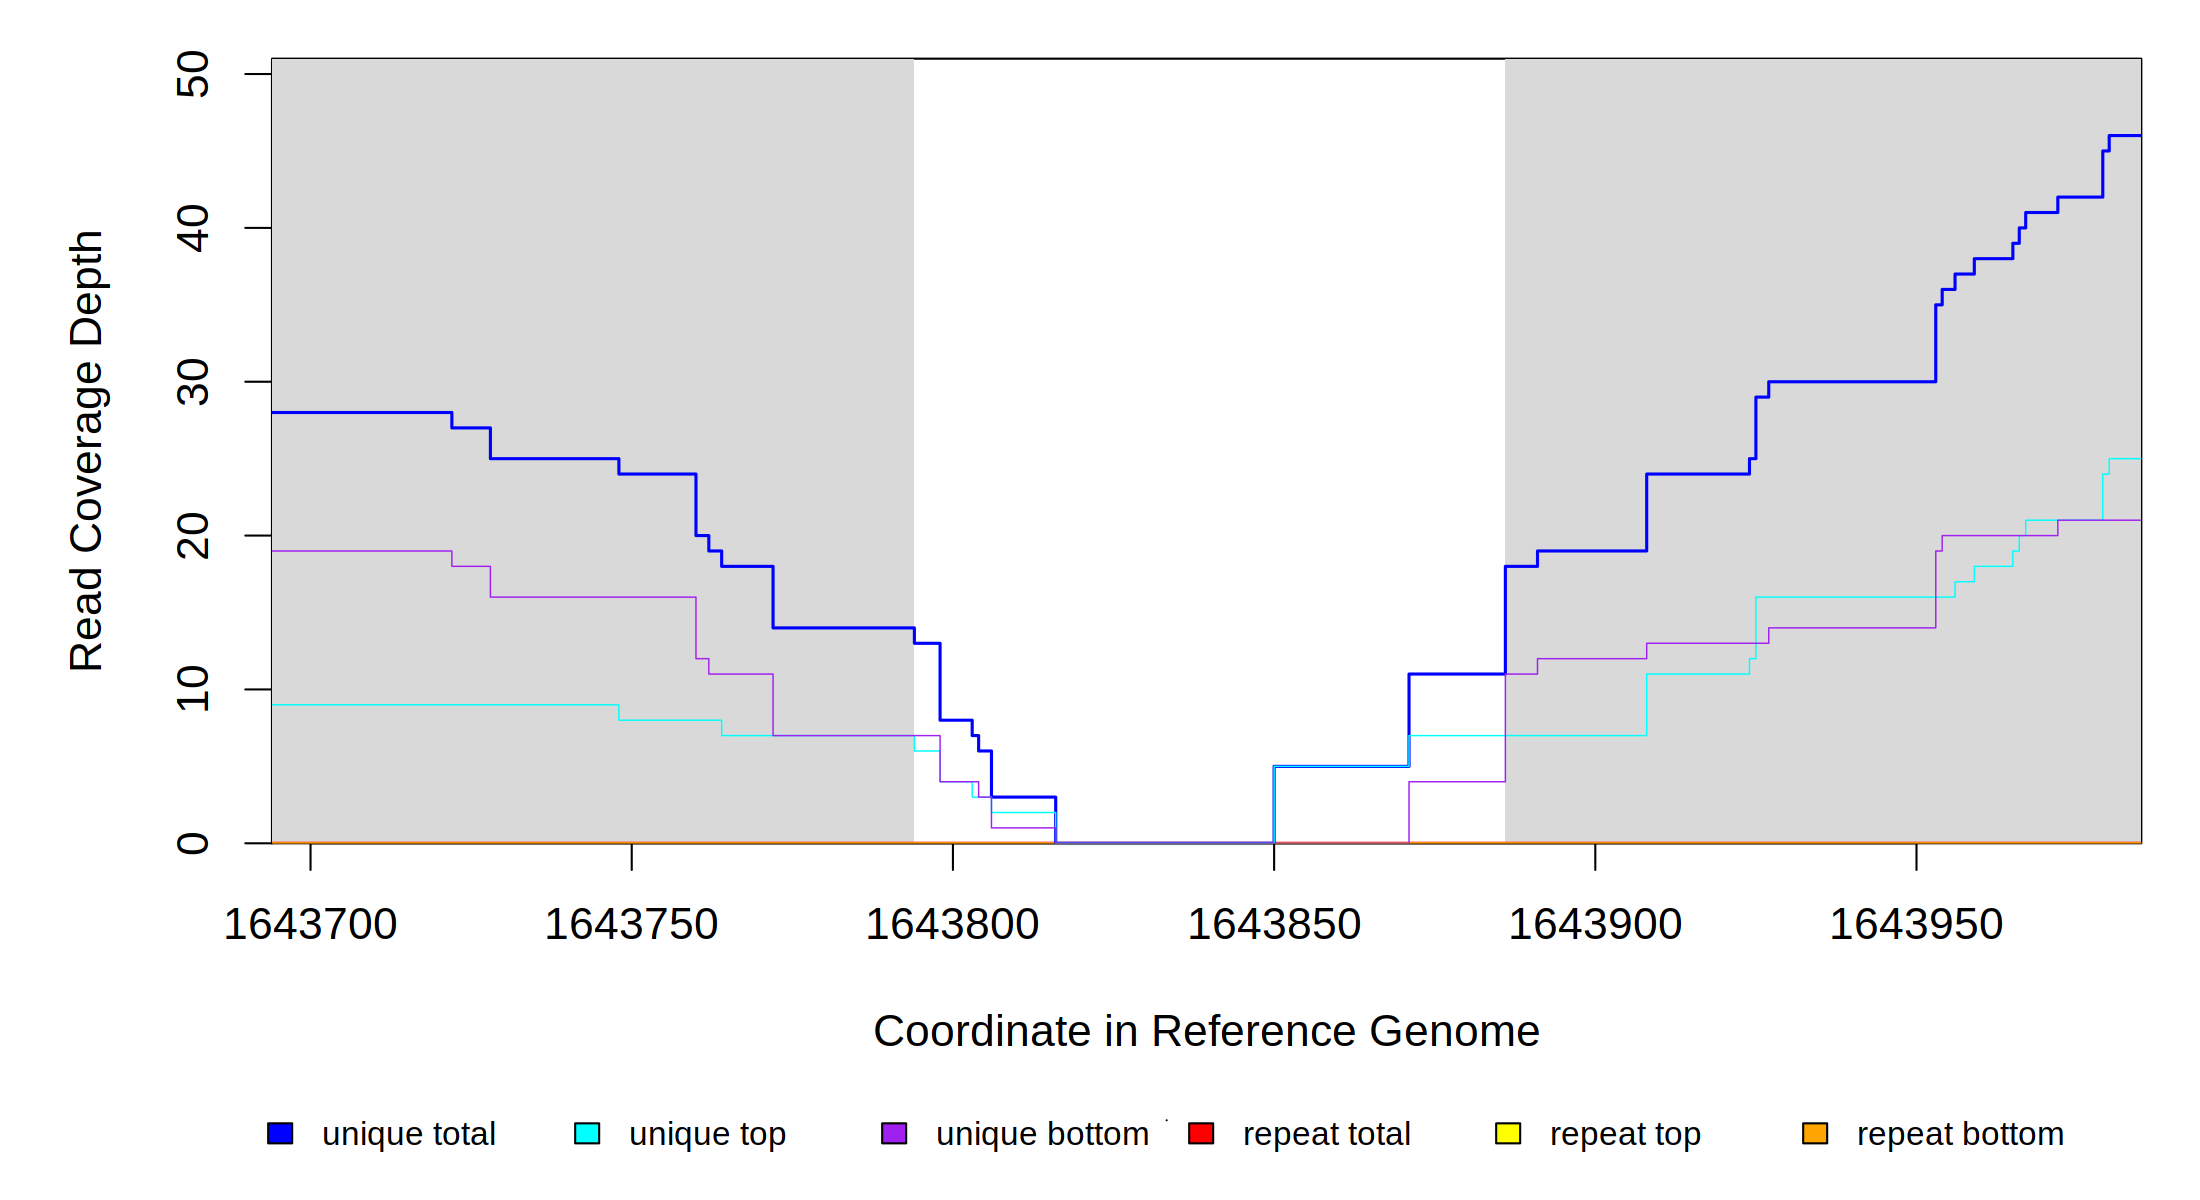 Read Coverage Depth
50
40
30
20
10
0
1643700 1643750 1643800 1643850 1643900 1643950
Coordinate in Reference Genome
unique total unique top unique bottom repeat total repeat top repeat bottom